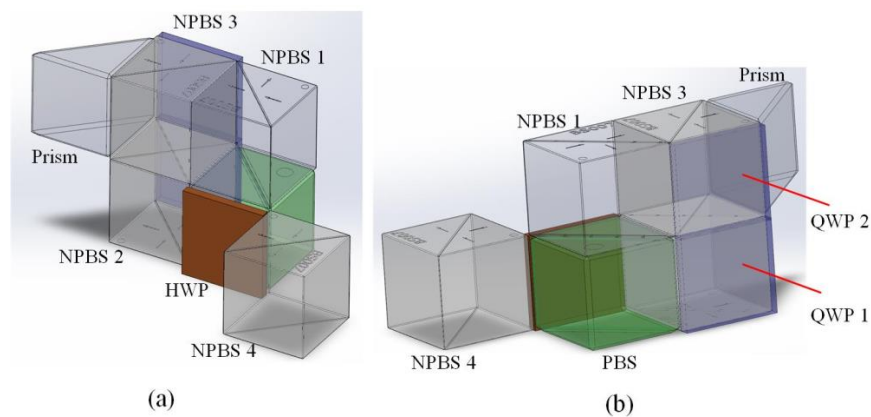 NPBS 3
NPBS 1
Prism
NPBS 2
HWP
NPBS 4
(a)
Prism
NPBS 3
NPBS 1
QWP 2
QWP 1
NPBS 4
PBS
(b)